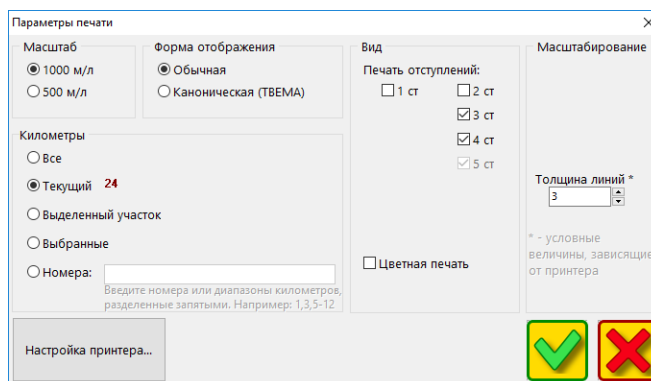 Параметры печати
Масштаб
1000 м/л
500 м/л
Форма отображения
Обычная
Каноническая (ТВЕМА)
Вид
Печать отступлений:
1 ст
2 ст
3 ст
4 ст
5 ст
Цветная печать
Масштабирование
Толщина линий *
3
* - условные
величины, зависящие
от принтера
Километры
Все
Текущий 24
Выделенный участок
Выбранные
Номера:
Введите номера или диапазоны километров,
разделенные запятыми. Например: 1,3,5-12
Настройка принтера...